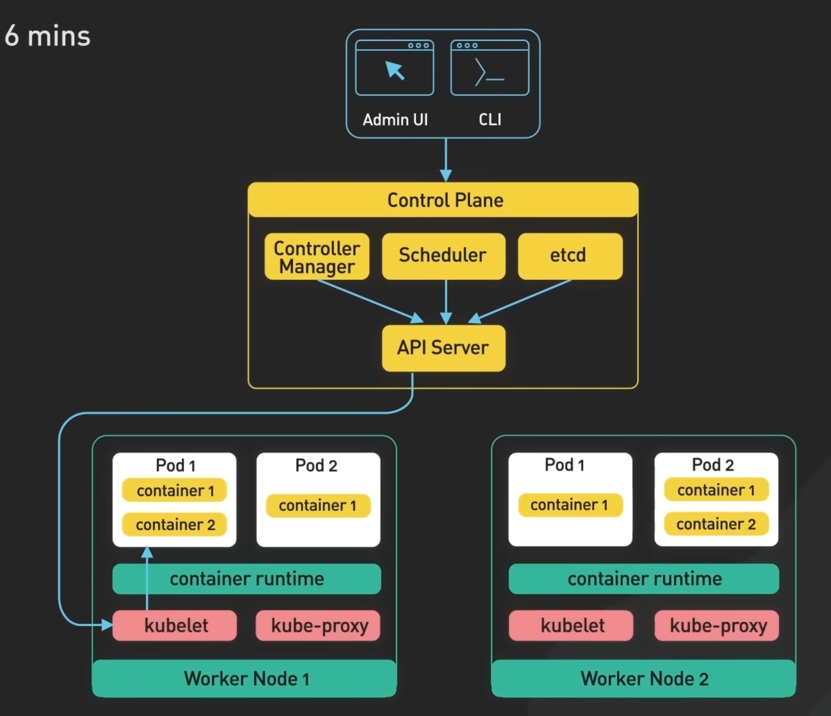 6 mins
Admin UI
CLI
Control Plane
Controller
Manager
Scheduler
etcd
API Server
Pod 1
container 1
container 2
Pod 2
container 1
container runtime
kubelet
kube-proxy
Worker Node 1
Pod 1
container 1
Pod 2
container 1
container 2
container runtime
kubelet
kube-proxy
Worker Node 2